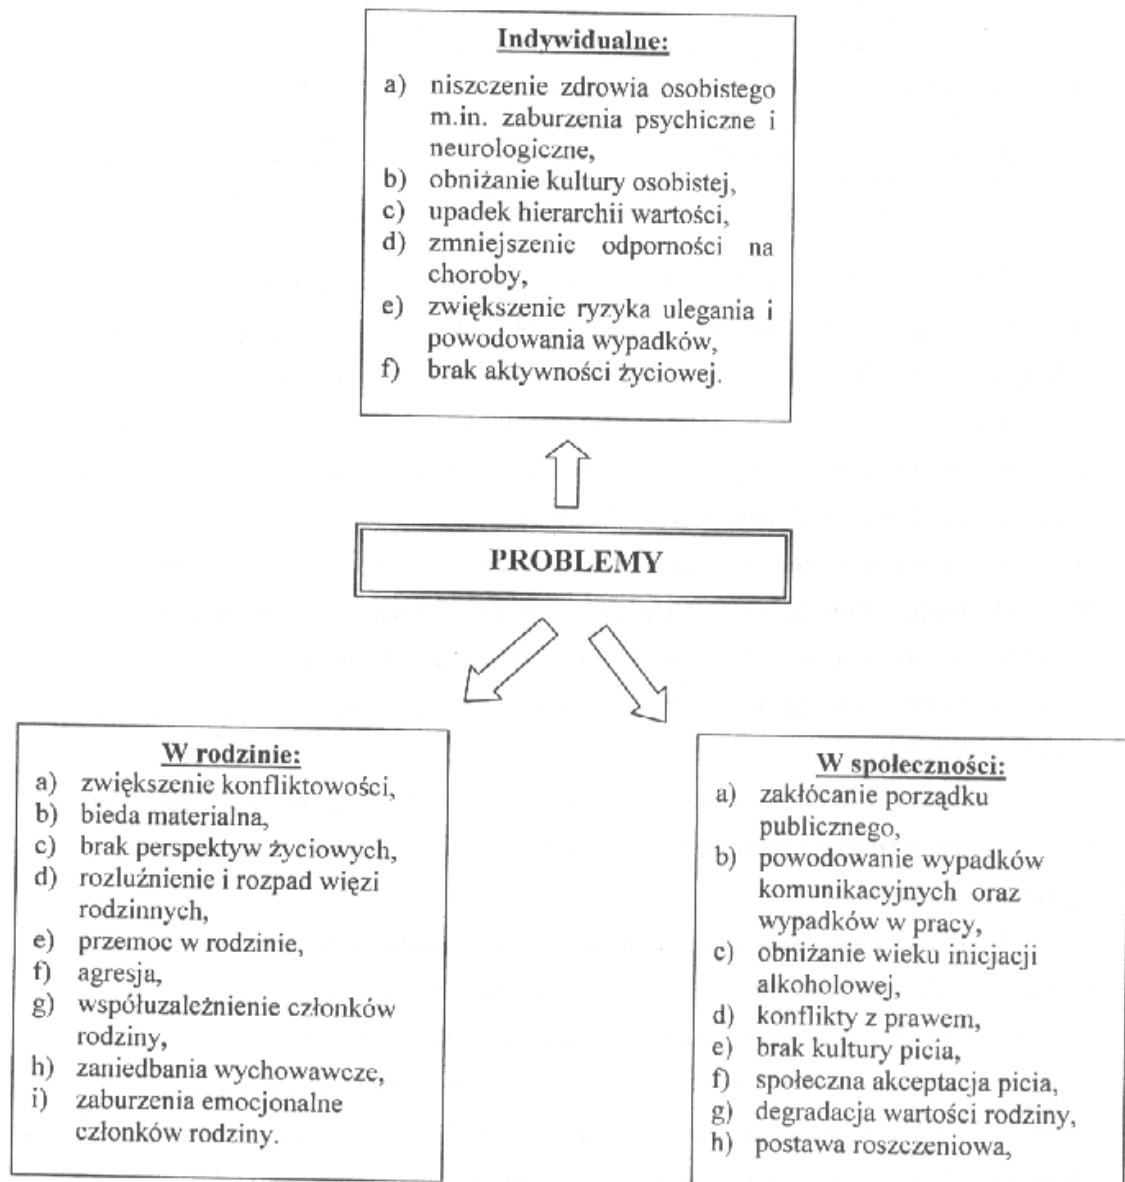 Indywidualne:
a) niszczenie zdrowia osobistego
m.in. zaburzenia psychiczne i
neurologiczne,
b) obniżanie kultury osobistej,
c) upadek hierarchii wartości,
d) zmniejszenie odporności na
choroby,
e) zwiększenie ryzyka ulegania i
powodowania wypadków,
f) brak aktywności życiowej.
PROBLEMY
W rodzinie:
a) zwiększenie konfliktowości,
b) bieda materialna,
c) brak perspektyw życiowych,
d) rozluźnienie i rozpad więzi
rodzinnych,
e) przemoc w rodzinie,
f) agresja,
g) współuzależnienie członków
rodziny,
h) zaniedbania wychowawcze,
i) zaburzenia emocjonalne
członków rodziny.
W społeczności:
a) zakłócanie porządku
publicznego,
b) powodowanie wypadków
komunikacyjnych oraz
wypadków w pracy,
c) obniżanie wieku inicjacji
alkoholowej,
d) konflikty z prawem,
e) brak kultury picia,
f) społeczna akceptacja picia,
g) degradacja wartości rodziny,
h) postawa roszczeniowa,